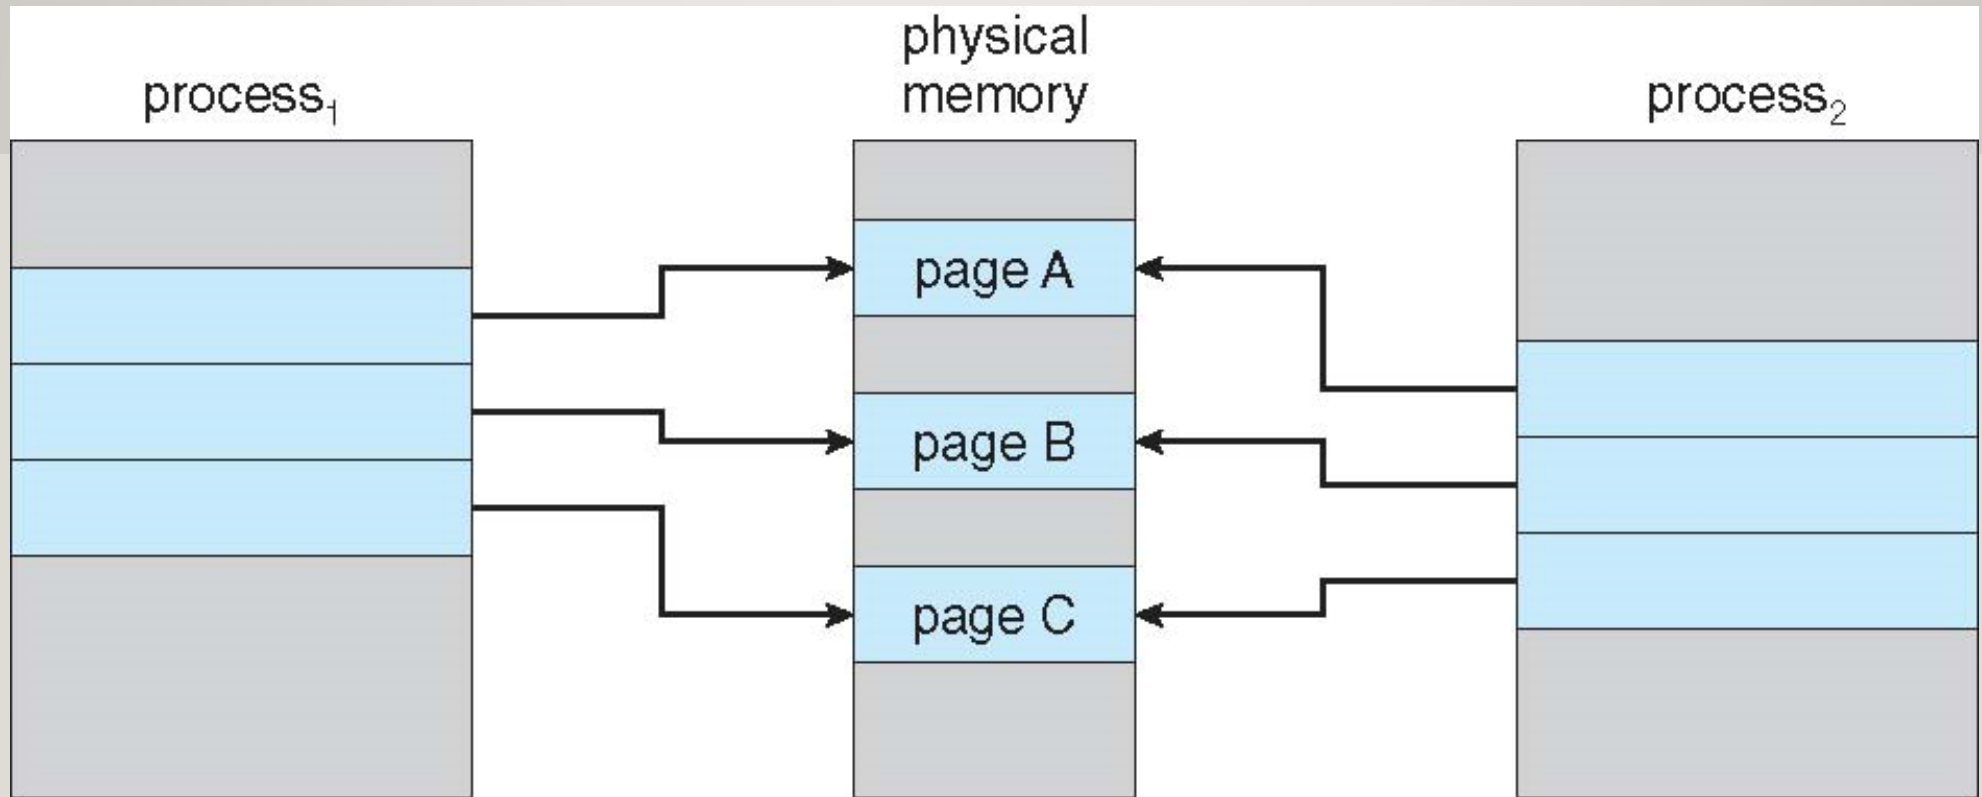 physical
memory
process₁
process₂
page A
page B
page C